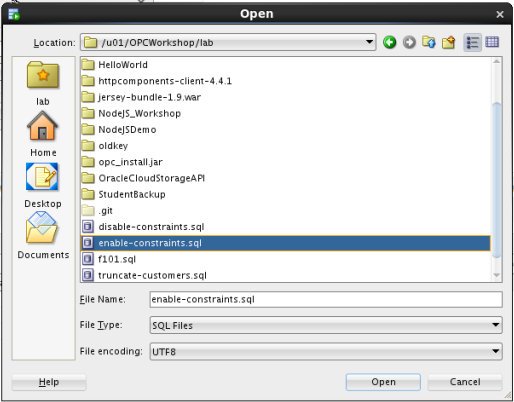 Open
Location: /u01/OPCWorkshop/lab
lab
Home
Desktop
Documents
HelloWorld
httpcomponents-client-4.4.1
jersey-bundle-1.9.war
NodeJS_Workshop
NodeJSDemo
oldkey
opc_install.jar
OracleCloudStorageAPI
StudentBackup
.git
disable-constraints.sql
enable-constraints.sql
f101.sql
truncate-customers.sql
File Name: enable-constraints.sql
File Type: SQL Files
File encoding: UTF8
Help Open Cancel